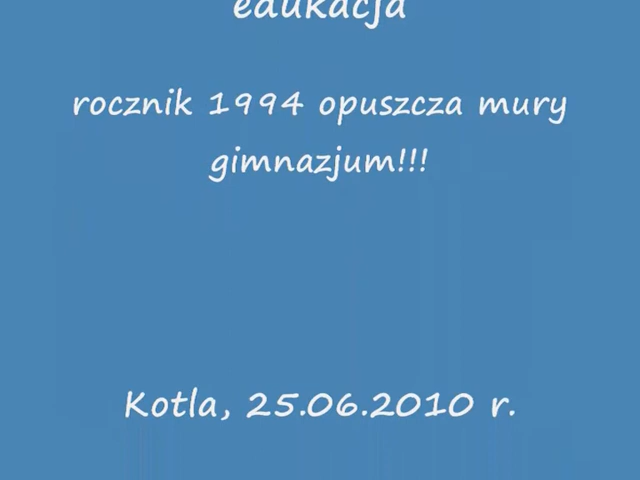 edukacja
rocznik 1994 opuszcza mury
gimnazjum!!!
Kotla, 25.06.2010 r.